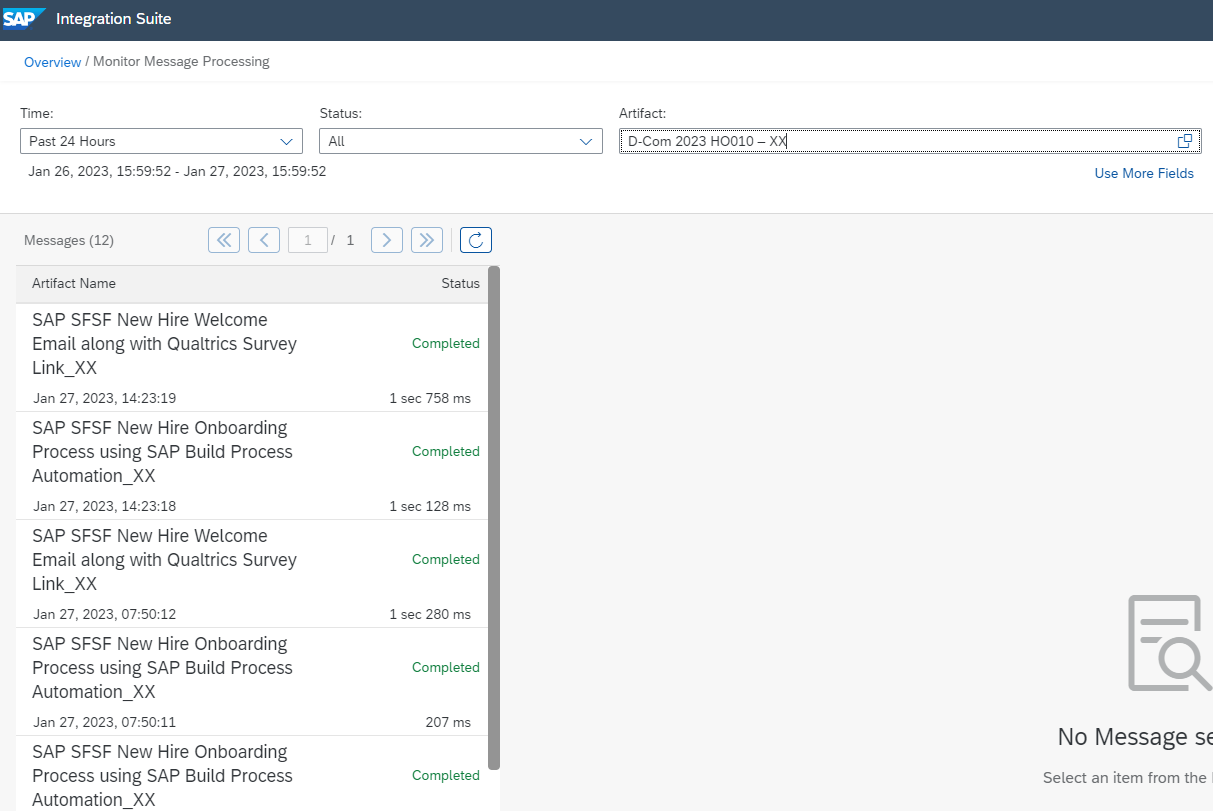 SAP Integration Suite
Overview / Monitor Message Processing
Time:
Status:
Artifact:
Past 24 Hours
All
D-Com 2023 HO010 – XX
Jan 26, 2023, 15:59:52 - Jan 27, 2023, 15:59:52
Use More Fields
Messages (12)
1 / 1
Artifact Name
Status
SAP SFSF New Hire Welcome
Email along with Qualtrics Survey
Link_XX
Completed
Jan 27, 2023, 14:23:19
1 sec 758 ms
SAP SFSF New Hire Onboarding
Process using SAP Build Process
Automation_XX
Completed
Jan 27, 2023, 14:23:18
1 sec 128 ms
SAP SFSF New Hire Welcome
Email along with Qualtrics Survey
Link_XX
Completed
Jan 27, 2023, 07:50:12
1 sec 280 ms
SAP SFSF New Hire Onboarding
Process using SAP Build Process
Automation_XX
Completed
Jan 27, 2023, 07:50:11
207 ms
SAP SFSF New Hire Onboarding
Process using SAP Build Process
Automation_XX
Completed
No Message se
Select an item from the